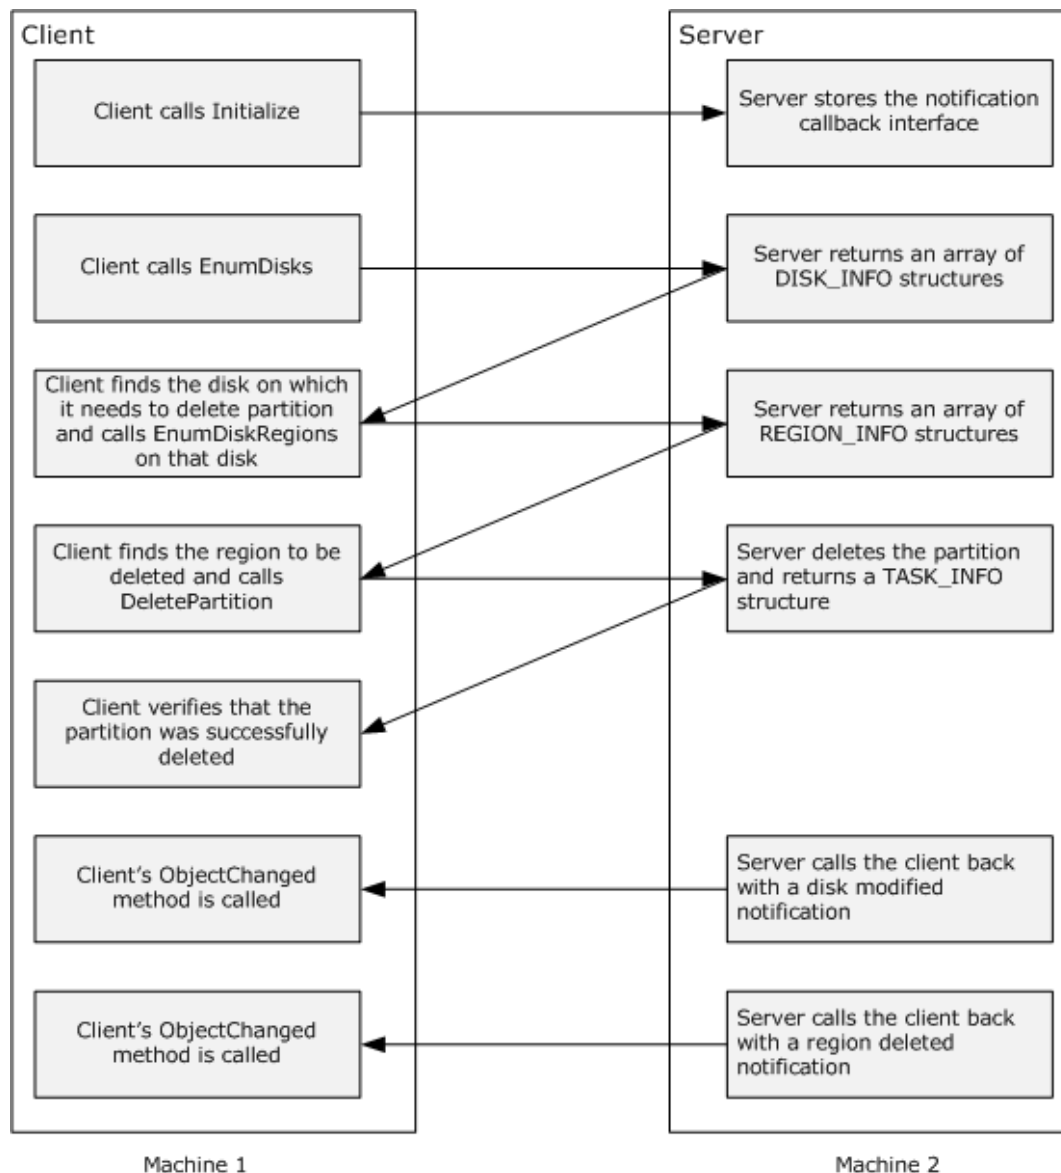 Client
Server
Client calls Initialize
Server stores the notification
callback interface
Client calls EnumDisks
Server returns an array of
DISK_INFO structures
Client finds the disk on which
it needs to delete partition
and calls EnumDiskRegions
on that disk
Server returns an array of
REGION_INFO structures
Client finds the region to be
deleted and calls
DeletePartition
Server deletes the partition
and returns a TASK_INFO
structure
Client verifies that the
partition was successfully
deleted
Client's ObjectChanged
method is called
Server calls the client back
with a disk modified
notification
Client's ObjectChanged
method is called
Server calls the client back
with a region deleted
notification
Machine 1
Machine 2